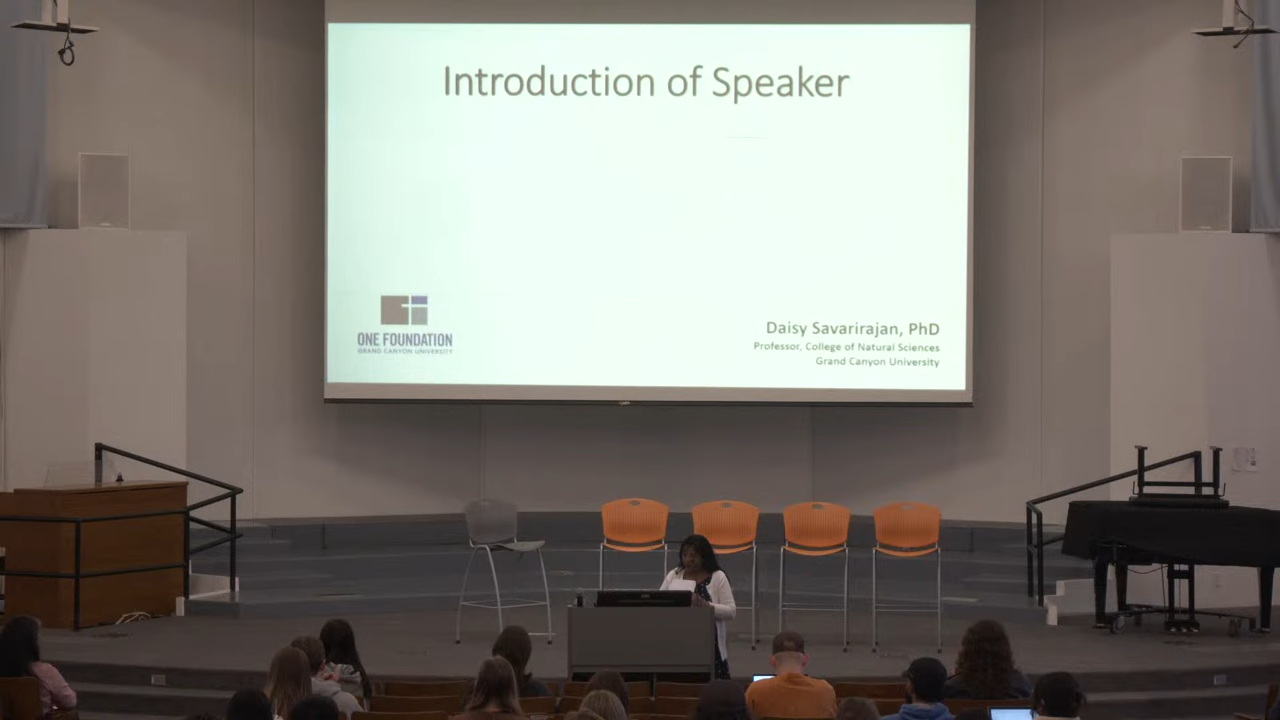 Introduction of Speaker
ONE FOUNDATION
GRAND CANYON UNIVERSITY
Daisy Savarirajan, PhD
Professor, College of Natural Sciences
Grand Canyon University